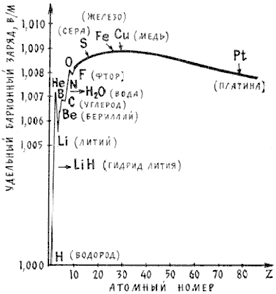 УДЕЛЬНЫЙ БАРИОННЫЙ ЗАРЯД, В/М
1,009
1,008
1,007
1,006
1,005
1,000
(ЖЕЛЕЗО)
(СЕРА) Fe Cu (МЕДЬ)
S
Pt
(ПЛАТИНА)
O
F (ФТОР)
He
N
B
H₂O (ВОДА)
C (УГЛЕРОД)
Be (БЕРИЛЛИЙ)
Li (ЛИТИЙ)
LiH (ГИДРИД ЛИТИЯ)
H (ВОДОРОД)
10 20 30 40 50 60 70 80 Z
АТОМНЫЙ НОМЕР